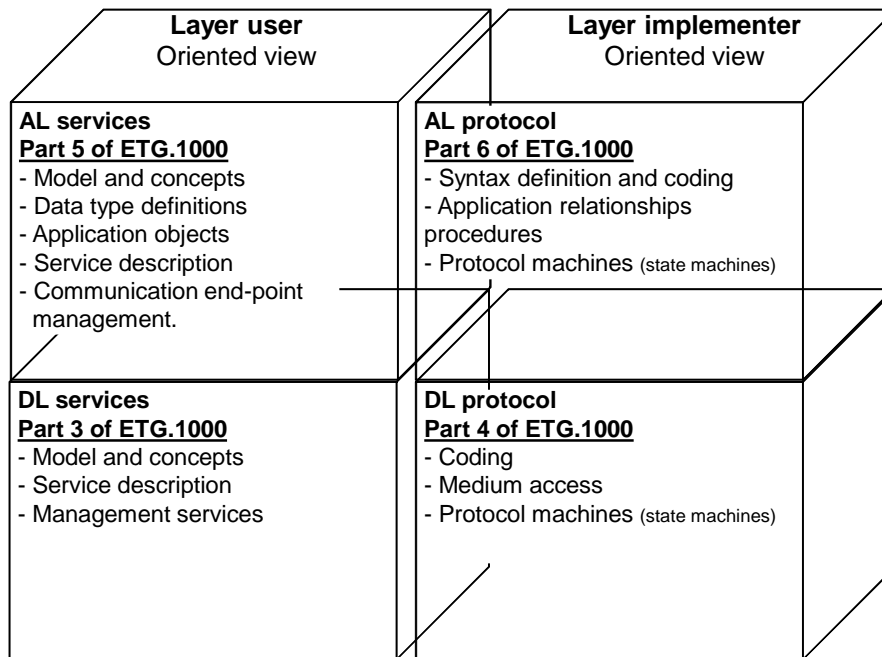 Layer user
Oriented view
Layer implementer
Oriented view
AL services
Part 5 of ETG.1000
- Model and concepts
- Data type definitions
- Application objects
- Service description
- Communication end-point
management.
AL protocol
Part 6 of ETG.1000
- Syntax definition and coding
- Application relationships
procedures
- Protocol machines (state machines)
DL services
Part 3 of ETG.1000
- Model and concepts
- Service description
- Management services
DL protocol
Part 4 of ETG.1000
- Coding
- Medium access
- Protocol machines (state machines)